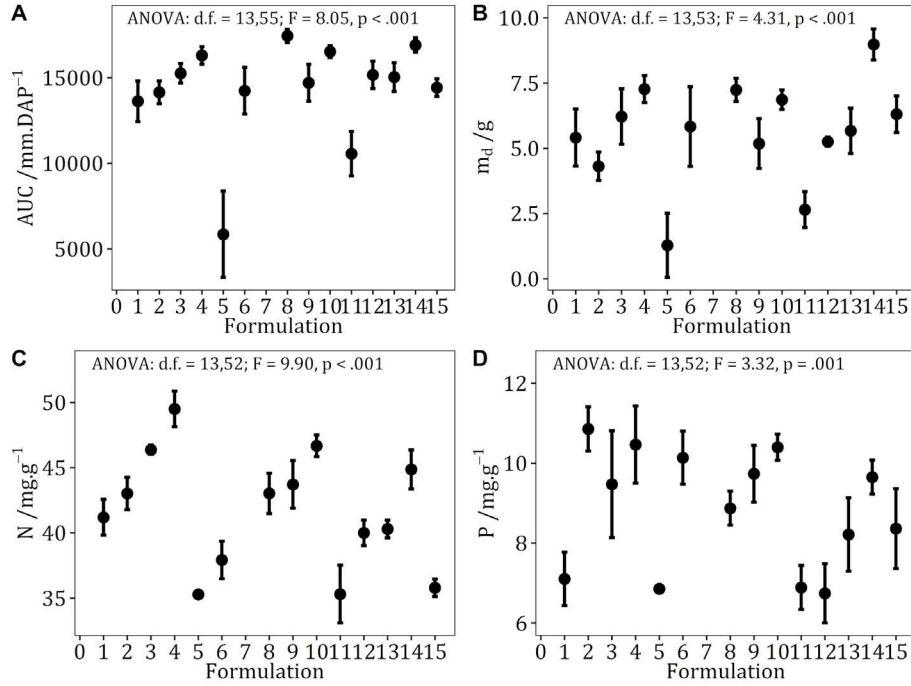 A
ANOVA: d.f. = 13,55; F = 8.05, p < .001
AUC /mm.DAP⁻¹
15000
10000
5000
0 1 2 3 4 5 6 7 8 9 10 11 12 13 14 15
Formulation
B
ANOVA: d.f. = 13,53; F = 4.31, p < .001
m_d /g
10.0
7.5
5.0
2.5
0.0
0 1 2 3 4 5 6 7 8 9 10 11 12 13 14 15
Formulation
C
ANOVA: d.f. = 13,52; F = 9.90, p < .001
N /mg.g⁻¹
50
45
40
35
0 1 2 3 4 5 6 7 8 9 10 11 12 13 14 15
Formulation
D
ANOVA: d.f. = 13,52; F = 3.32, p = .001
P /mg.g⁻¹
12
10
8
6
0 1 2 3 4 5 6 7 8 9 10 11 12 13 14 15
Formulation